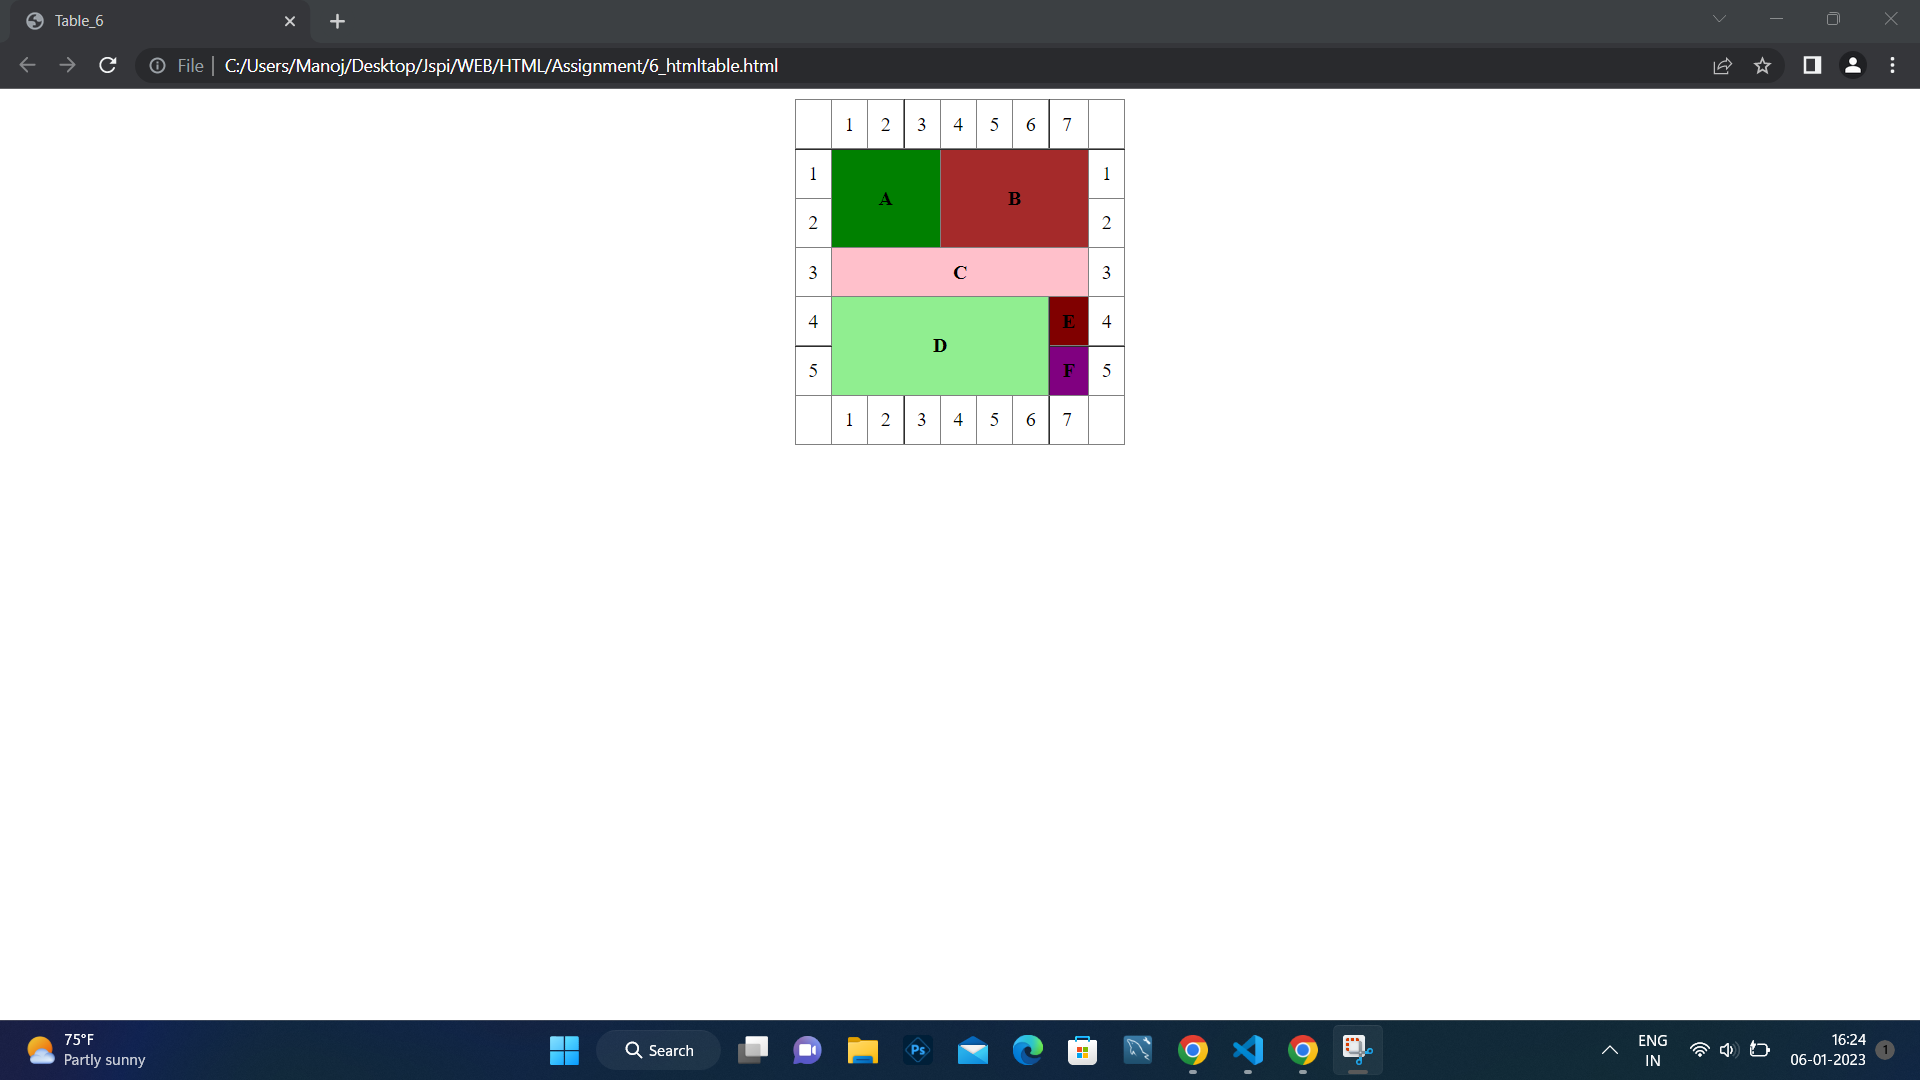 Table_6
File C:/Users/Manoj/Desktop/Jspi/WEB/HTML/Assignment/6_htmltable.html
1 2 3 4 5 6 7
1 1
A B
2 2
3 C 3
4 E 4
D
5 F 5
1 2 3 4 5 6 7
75°F
Partly sunny
Search
Ps
ENG
IN
16:24
06-01-2023
1